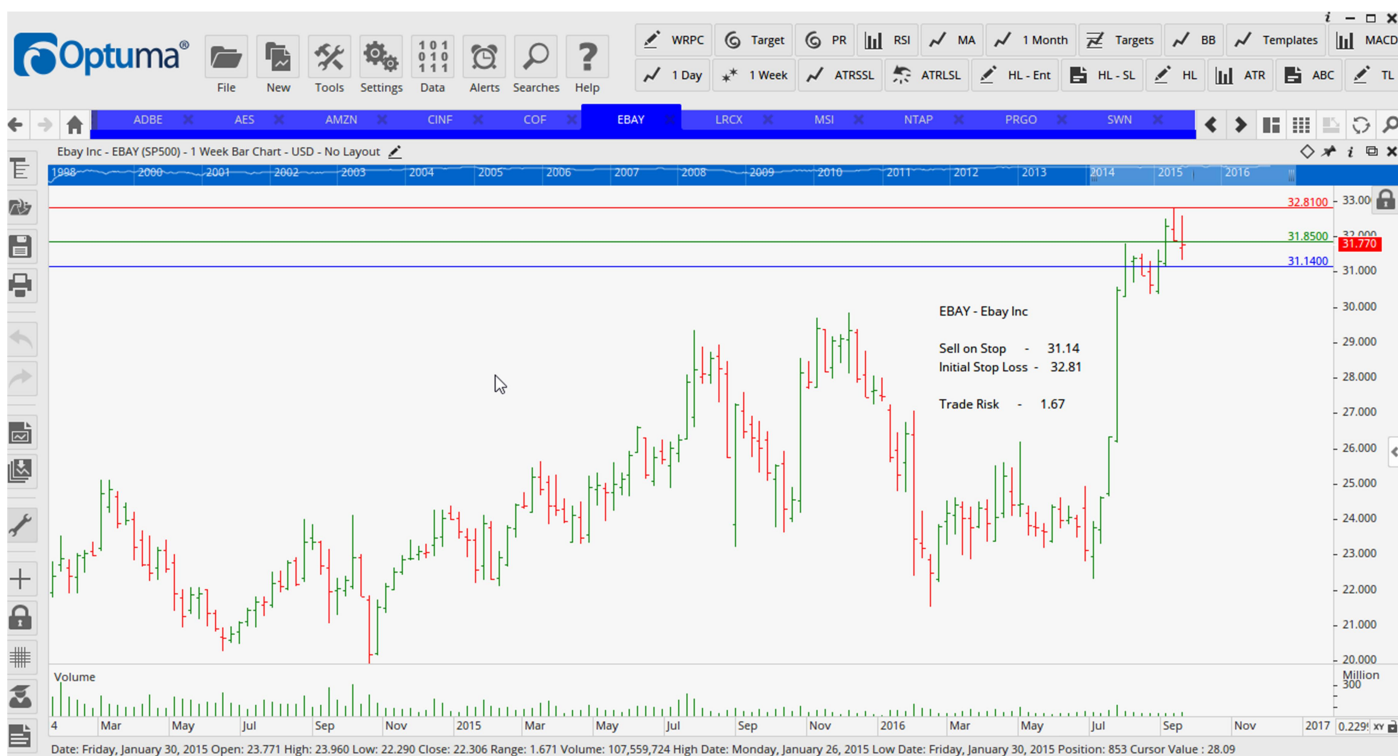 i
Optuma®
File
New
Tools
Settings
101
010
111
Data
Alerts
Searches
?
Help
WRPC
Target
PR
RSI
MA
1 Month
Targets
BB
Templates
MACD
1 Day
1 Week
ATRSSL
ATRLSL
HL - Ent
HL - SL
HL
ATR
ABC
TL
ADBE
AES
AMZN
CINF
COF
EBAY
LRCX
MSI
NTAP
PRGO
SWN
Ebay Inc - EBAY (SP500) - 1 Week Bar Chart - USD - No Layout
i
1998 2000 2001 2002 2003 2004 2005 2006 2007 2008 2009 2010 2011 2012 2013 2014 2015 2016
32.8100
33.00
31.8500
32.000
31.770
31.1400
31.000
EBAY - Ebay Inc
Sell on Stop - 31.14
Initial Stop Loss - 32.81
Trade Risk - 1.67
30.000
29.000
28.000
27.000
26.000
25.000
24.000
23.000
22.000
21.000
20.000
Volume
Million
300
4 Mar May Jul Sep Nov 2015 Mar May Jul Sep Nov 2016 Mar May Jul Sep Nov 2017
XY
Date: Friday, January 30, 2015 Open: 23.771 High: 23.960 Low: 22.290 Close: 22.306 Range: 1.671 Volume: 107,559,724 High Date: Monday, January 26, 2015 Low Date: Friday, January 30, 2015 Position: 853 Cursor Value : 28.09